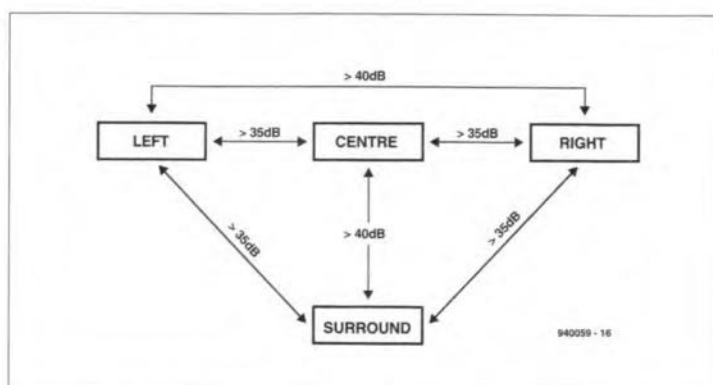 > 40dB
LEFT
> 35dB
CENTRE
> 35dB
RIGHT
> 35dB
> 40dB
> 35dB
SURROUND
940059 - 16